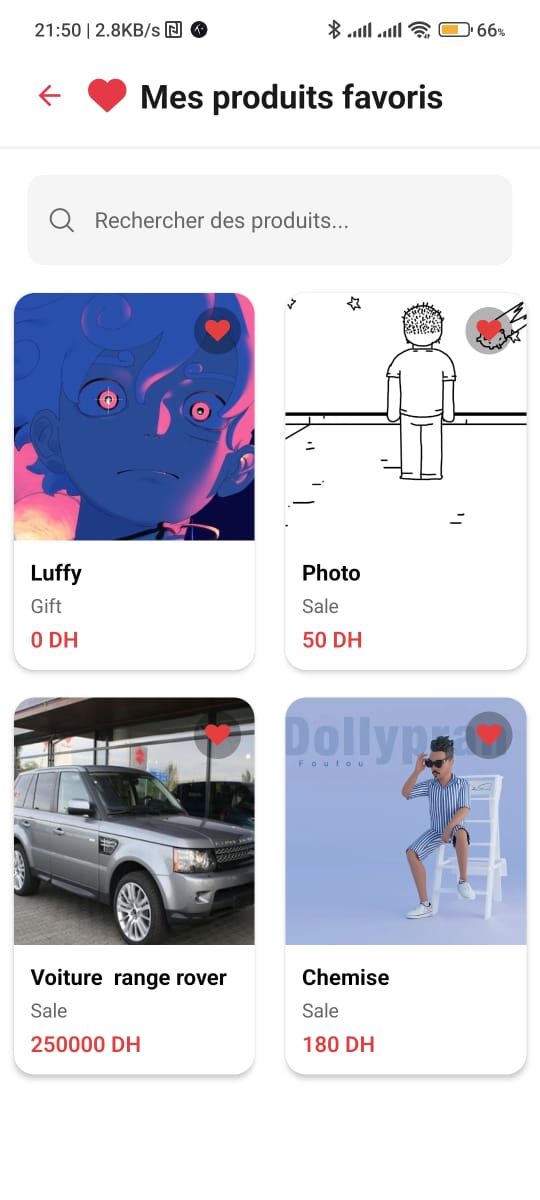 21:50 | 2.8KB/s
66%
Mes produits favoris
Rechercher des produits...
Luffy
Gift
0 DH
Photo
Sale
50 DH
Dollypran
Foufou
Voiture  range rover
Sale
250000 DH
Chemise
Sale
180 DH